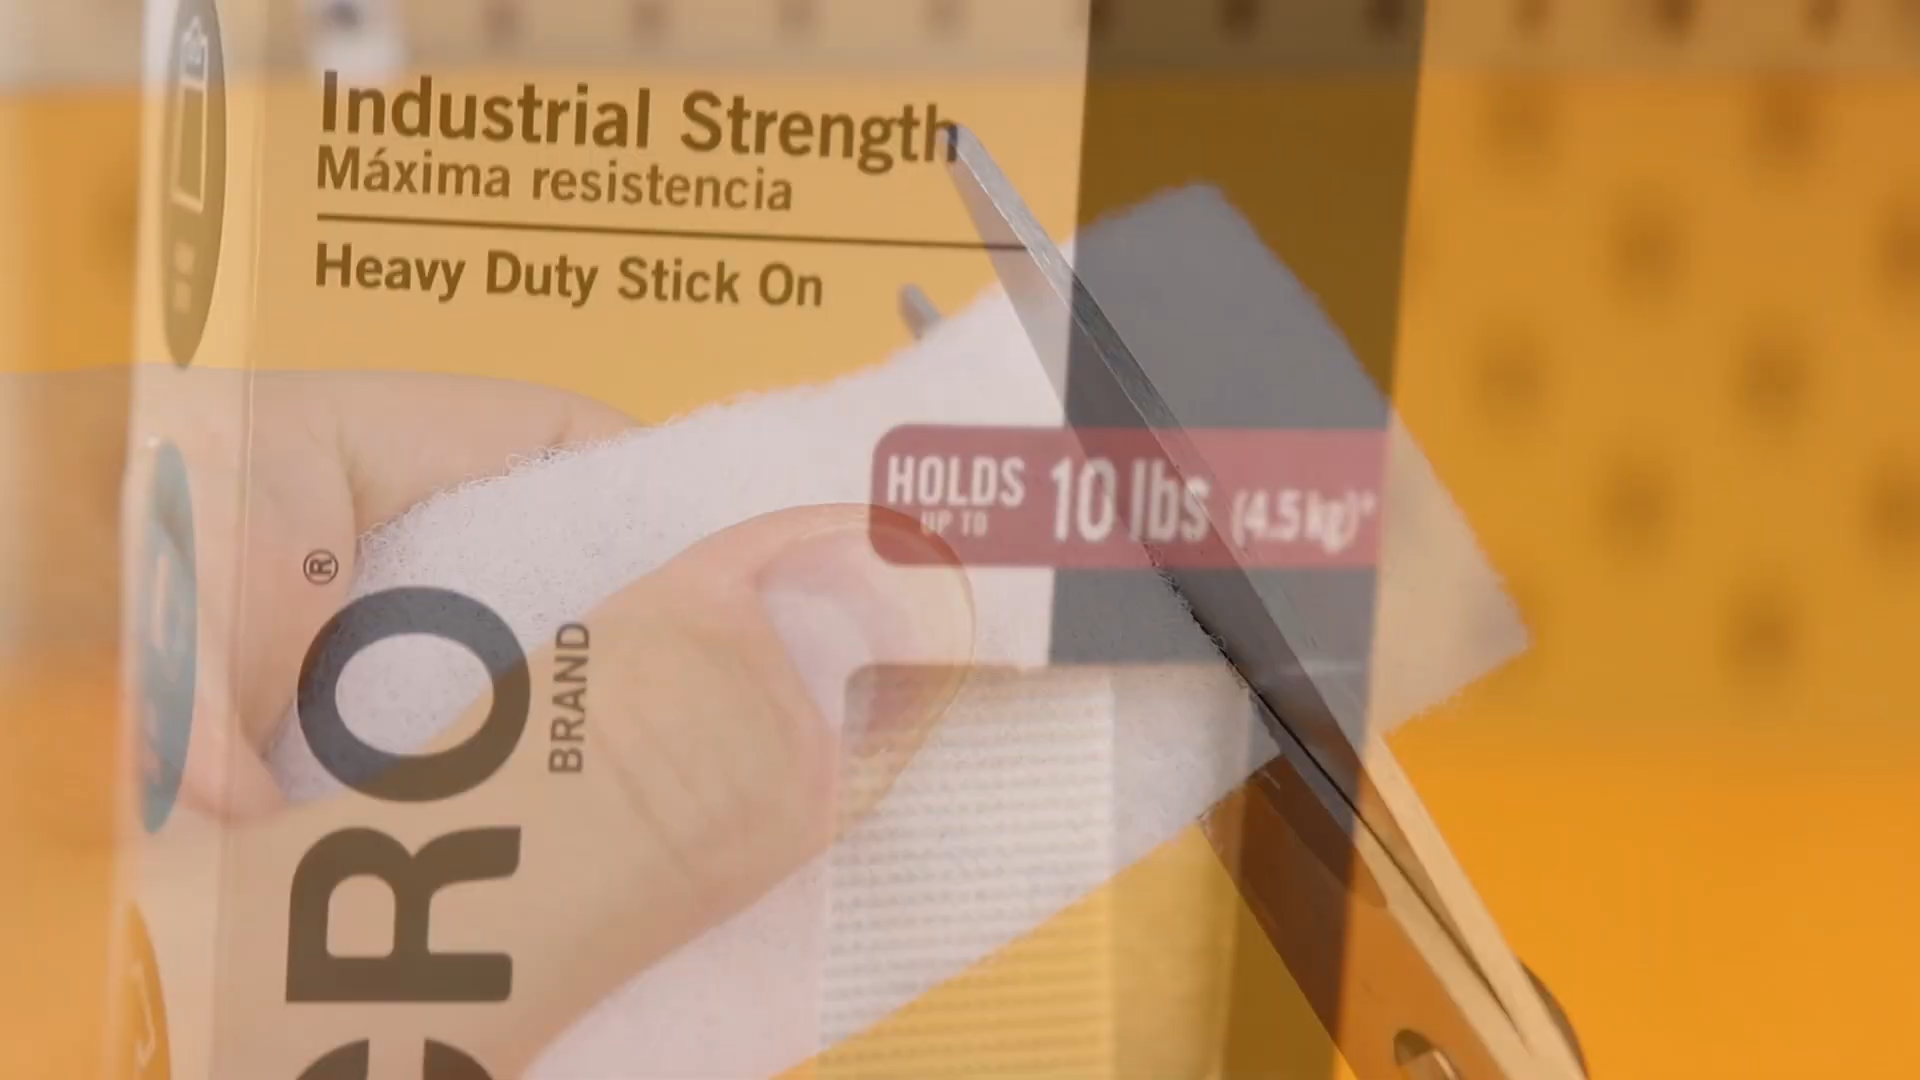 Industrial Strength
Máxima resistencia
Heavy Duty Stick On
HOLDS UP TO 10 lbs (4.5 kg)*
CRO®
BRAND